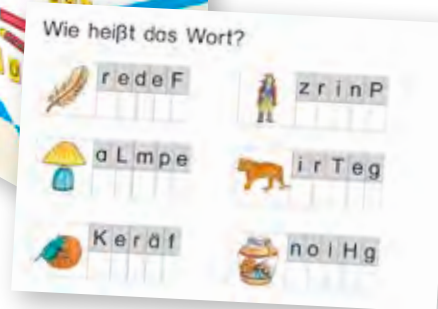 Wie heißt das Wort?
redeF
zrinP
aLmpe
irTeg
Keräf
noiHg